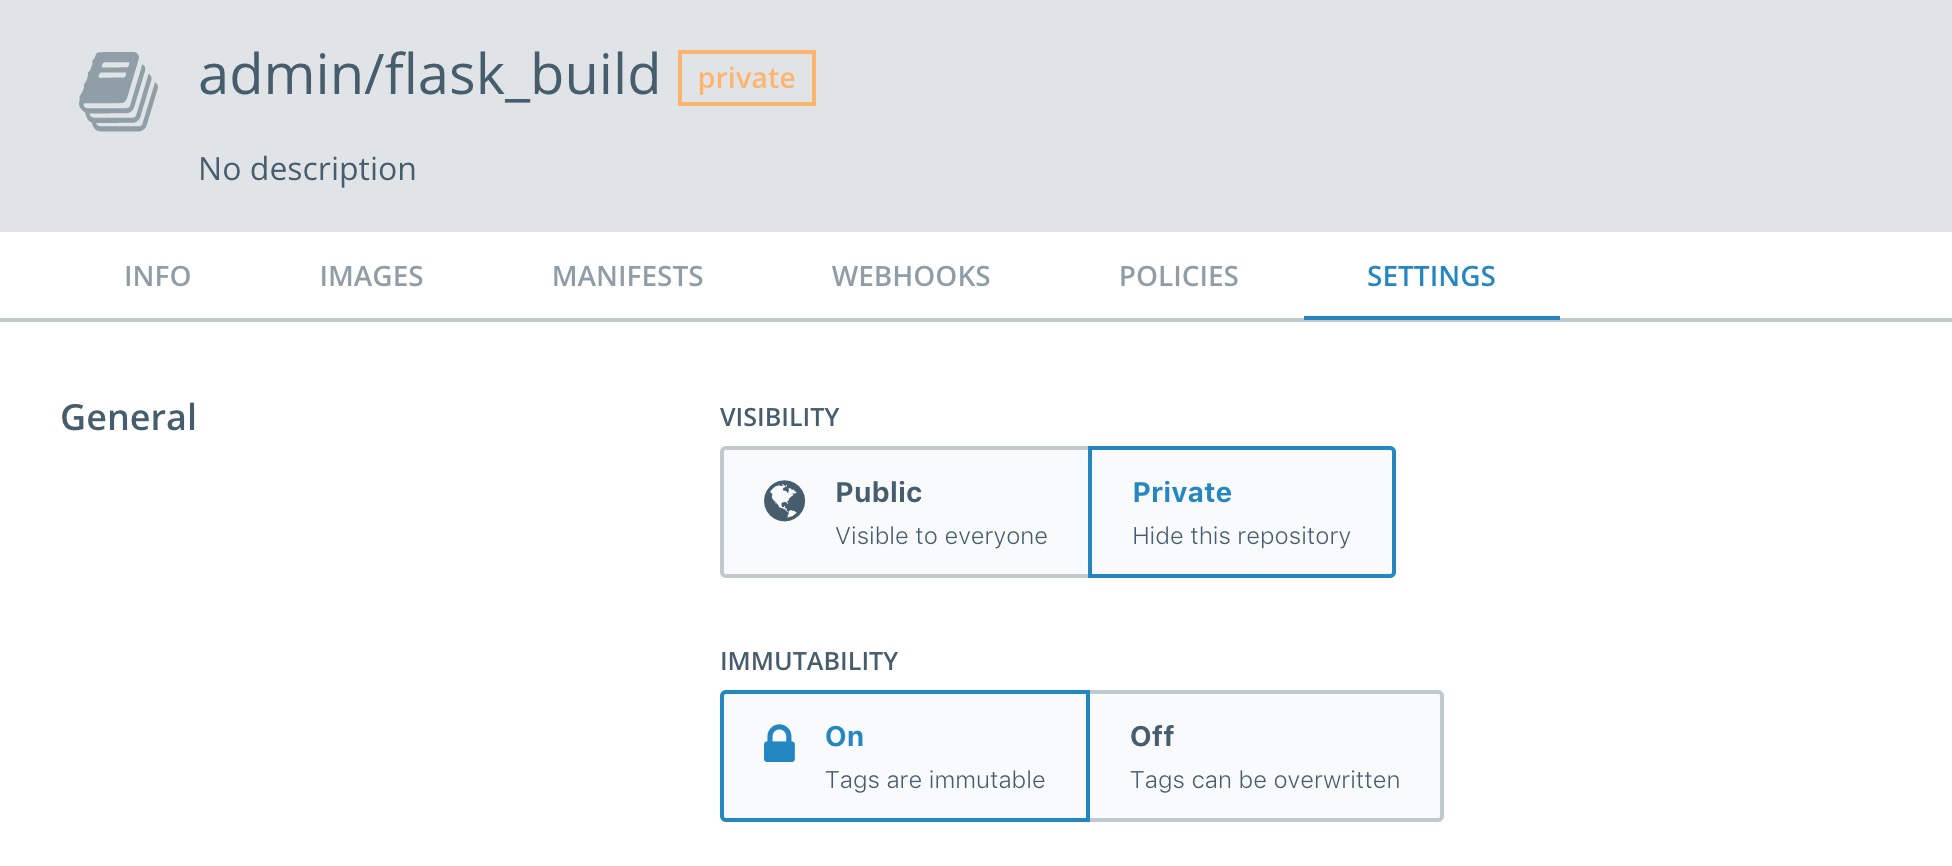 admin/flask_build private
No description
INFO IMAGES MANIFESTS WEBHOOKS POLICIES SETTINGS
General
VISIBILITY
Public
Visible to everyone
Private
Hide this repository
IMMUTABILITY
On
Tags are immutable
Off
Tags can be overwritten